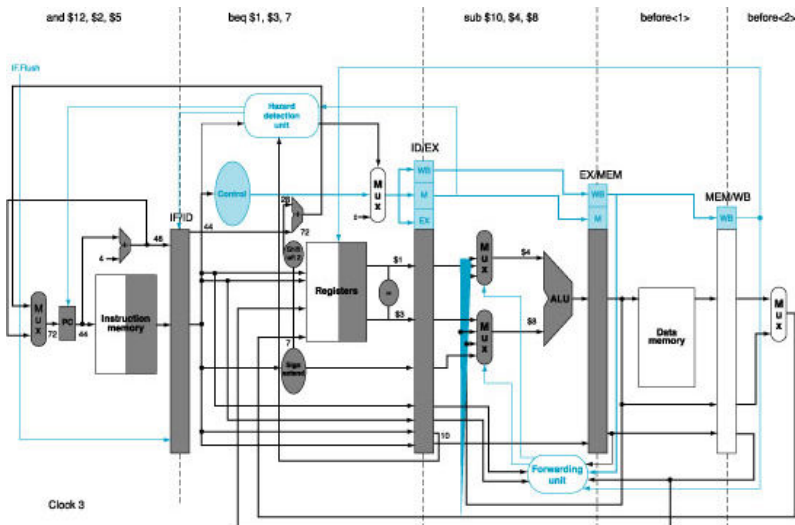 and $12, $2, $5
beq $1, $3, 7
sub $10, $4, $8
before<1>
before<2>
IF.Flush
Hazard
detection
unit
ID/EX
WB
EX/MEM
M
u
x
Control
M
WB
MEM/WB
IF/ID
28
EX
M
WB
44
72
48
Shift
left 2
M
u
x
$1
$4
4
Registers
=
ALU
M
u
x
PC
Instruction
memory
M
u
x
Data
memory
M
u
x
72
44
$3
$8
7
Sign
extend
10
Forwarding
unit
Clock 3